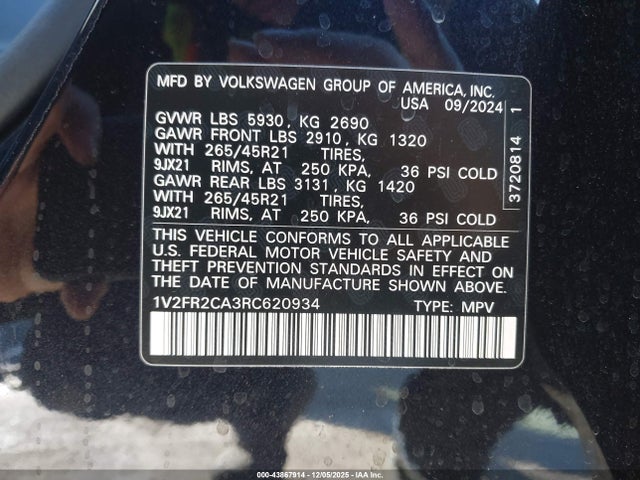 MFD BY VOLKSWAGEN GROUP OF AMERICA, INC.
USA 09/2024
GVWR LBS 5930, KG 2690
GAWR FRONT LBS 2910, KG 1320
WITH 265/45R21 TIRES,
9JX21 RIMS, AT 250 KPA, 36 PSI COLD
GAWR REAR LBS 3131, KG 1420
WITH 265/45R21 TIRES,
9JX21 RIMS, AT 250 KPA, 36 PSI COLD
THIS VEHICLE CONFORMS TO ALL APPLICABLE
U.S. FEDERAL MOTOR VEHICLE SAFETY AND
THEFT PREVENTION STANDARDS IN EFFECT ON
THE DATE OF MANUFACTURE SHOWN ABOVE.
1V2FR2CA3RC620934 TYPE: MPV
3720814 1
000-43867914 - 12/05/2025 - IAA Inc.